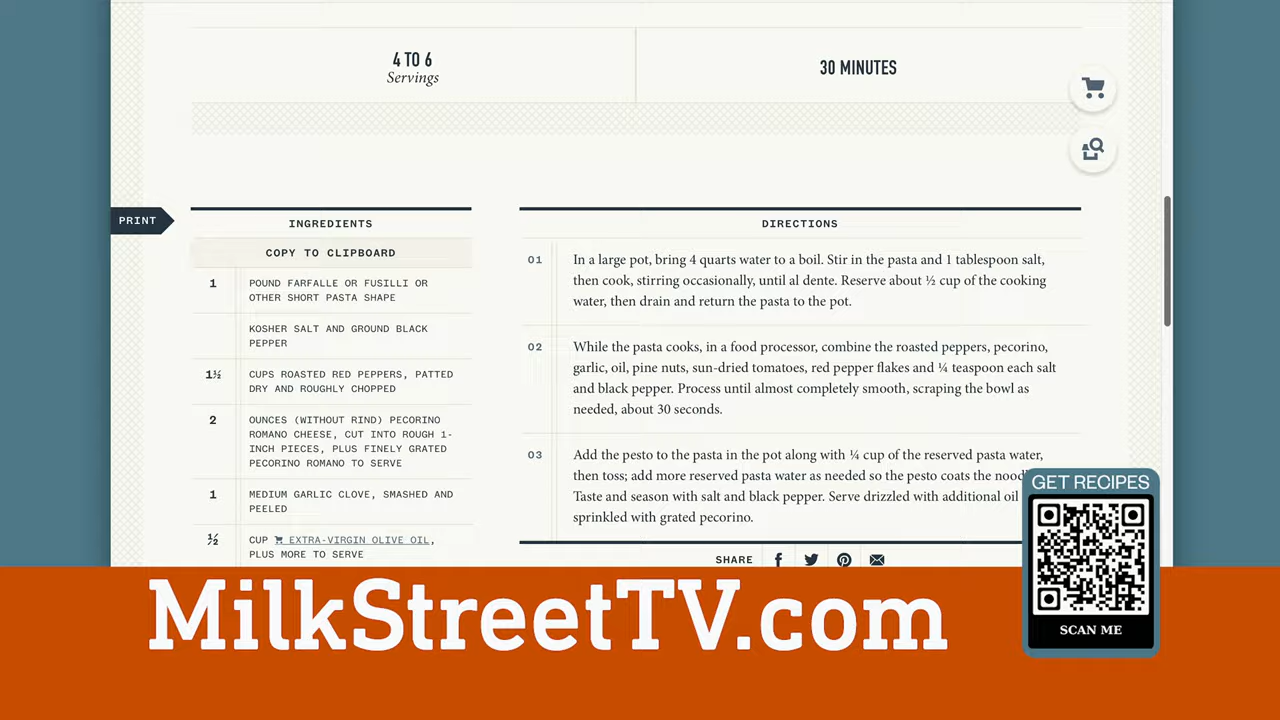 4 TO 6
Servings
30 MINUTES
PRINT
INGREDIENTS
COPY TO CLIPBOARD
1 POUND FARFALLE OR FUSILLI OR
OTHER SHORT PASTA SHAPE
KOSHER SALT AND GROUND BLACK
PEPPER
1½ CUPS ROASTED RED PEPPERS, PATTED
DRY AND ROUGHLY CHOPPED
2 OUNCES (WITHOUT RIND) PECORINO
ROMANO CHEESE, CUT INTO ROUGH 1-
INCH PIECES, PLUS FINELY GRATED
PECORINO ROMANO TO SERVE
1 MEDIUM GARLIC CLOVE, SMASHED AND
PEELED
½ CUP EXTRA-VIRGIN OLIVE OIL,
PLUS MORE TO SERVE
DIRECTIONS
01 In a large pot, bring 4 quarts water to a boil. Stir in the pasta and 1 tablespoon salt,
then cook, stirring occasionally, until al dente. Reserve about ½ cup of the cooking
water, then drain and return the pasta to the pot.
02 While the pasta cooks, in a food processor, combine the roasted peppers, pecorino,
garlic, oil, pine nuts, sun-dried tomatoes, red pepper flakes and ¼ teaspoon each salt
and black pepper. Process until almost completely smooth, scraping the bowl as
needed, about 30 seconds.
03 Add the pesto to the pasta in the pot along with ¼ cup of the reserved pasta water,
then toss; add more reserved pasta water as needed so the pesto coats the
Taste and season with salt and black pepper. Serve drizzled with additional oil
sprinkled with grated pecorino.
SHARE
GET RECIPES
SCAN ME
MilkStreetTV.com